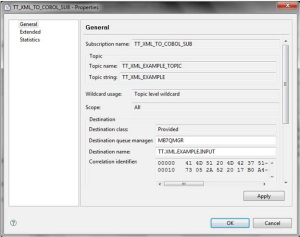 TT_XML_TO_COBOL_SUB - Properties
General
Extended
Statistics
General
Subscription name: TT_XML_TO_COBOL_SUB
Topic
Topic name: TT_XML_EXAMPLE_TOPIC
Topic string: TT_XML_EXAMPLE
Wildcard usage: Topic level wildcard
Scope: All
Destination
Destination class: Provided
Destination queue manager: MB7QMGR
Destination name: TT.XML.EXAMPLE.INPUT
Correlation identifier: 00000 41 4D 51 20 4D 42 37 51-
00010 73 05 2A 52 20 17 B0 A4-
Apply
OK
Cancel